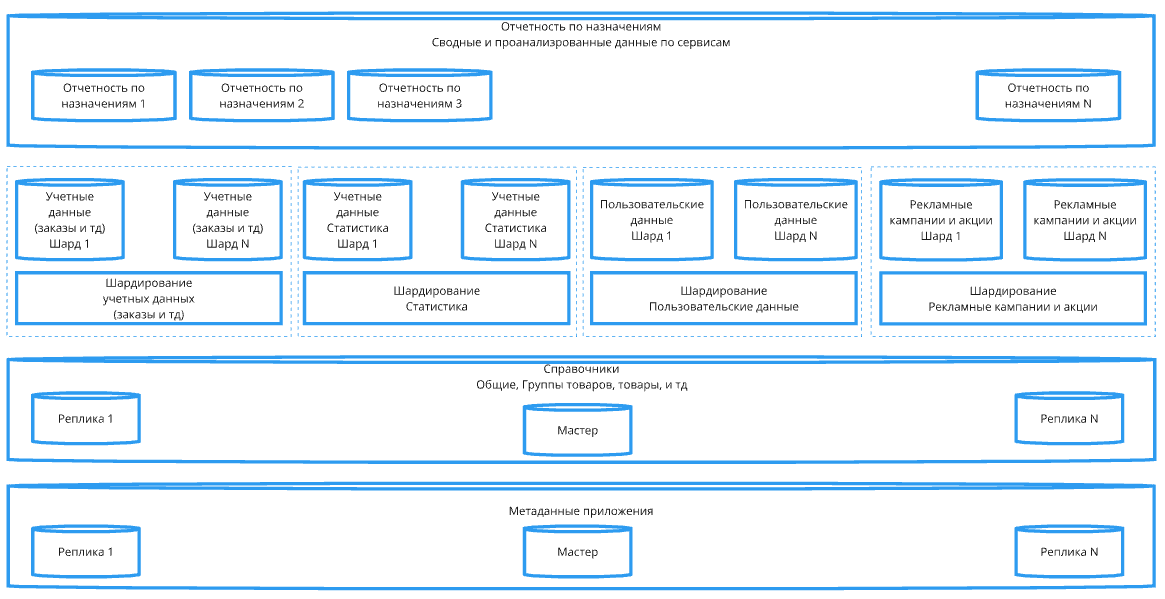 Отчетность по назначениям
Сводные и проанализрованные данные по сервисам
Отчетность по
назначениям 1
Отчетность по
назначениям 2
Отчетность по
назначениям 3
Отчетность по
назначениям N
Учетные
данные
(заказы и тд)
Шард 1
Учетные
данные
(заказы и тд)
Шард N
Учетные
данные
Статистика
Шард 1
Учетные
данные
Статистика
Шард N
Пользовательские
данные
Шард 1
Пользовательские
данные
Шард N
Рекламные
кампании и акции
Шард 1
Рекламные
кампании и акции
Шард N
Шардирование
учетных данных
(заказы и тд)
Шардирование
Статистика
Шардирование
Пользовательские данные
Шардирование
Рекламные кампании и акции
Справочники
Общие, Группы товаров, товары, и тд
Реплика 1
Мастер
Реплика N
Метаданные приложения
Реплика 1
Мастер
Реплика N